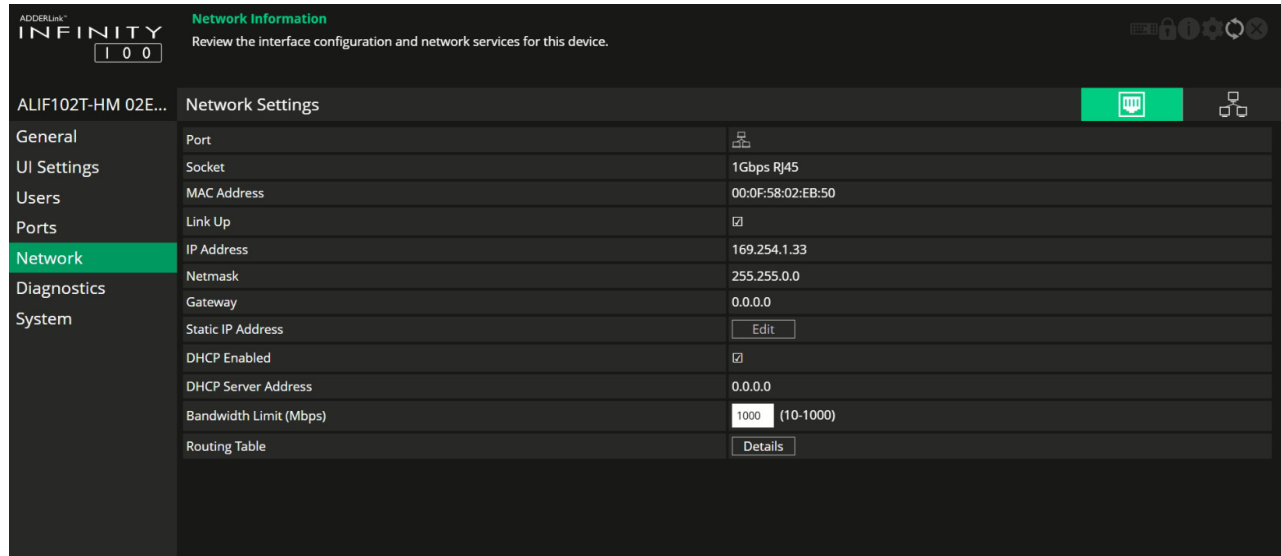 ADDERLink™
INFINITY
100
Network Information
Review the interface configuration and network services for this device.
ALIF102T-HM 02E...
General
UI Settings
Users
Ports
Network
Diagnostics
System
Network Settings
Port
Socket 1Gbps RJ45
MAC Address 00:0F:58:02:EB:50
Link Up ☑
IP Address 169.254.1.33
Netmask 255.255.0.0
Gateway 0.0.0.0
Static IP Address Edit
DHCP Enabled ☑
DHCP Server Address 0.0.0.0
Bandwidth Limit (Mbps) 1000 (10-1000)
Routing Table Details